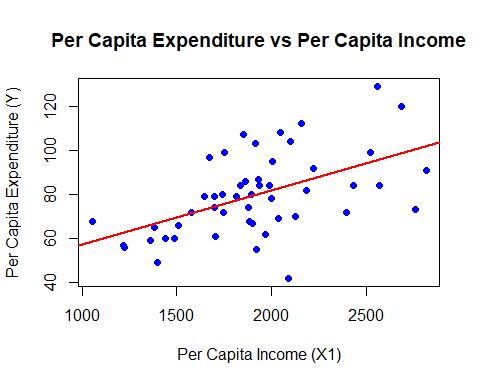 Per Capita Expenditure vs Per Capita Income
Per Capita Expenditure (Y)
120
100
80
60
40
1000 1500 2000 2500
Per Capita Income (X1)